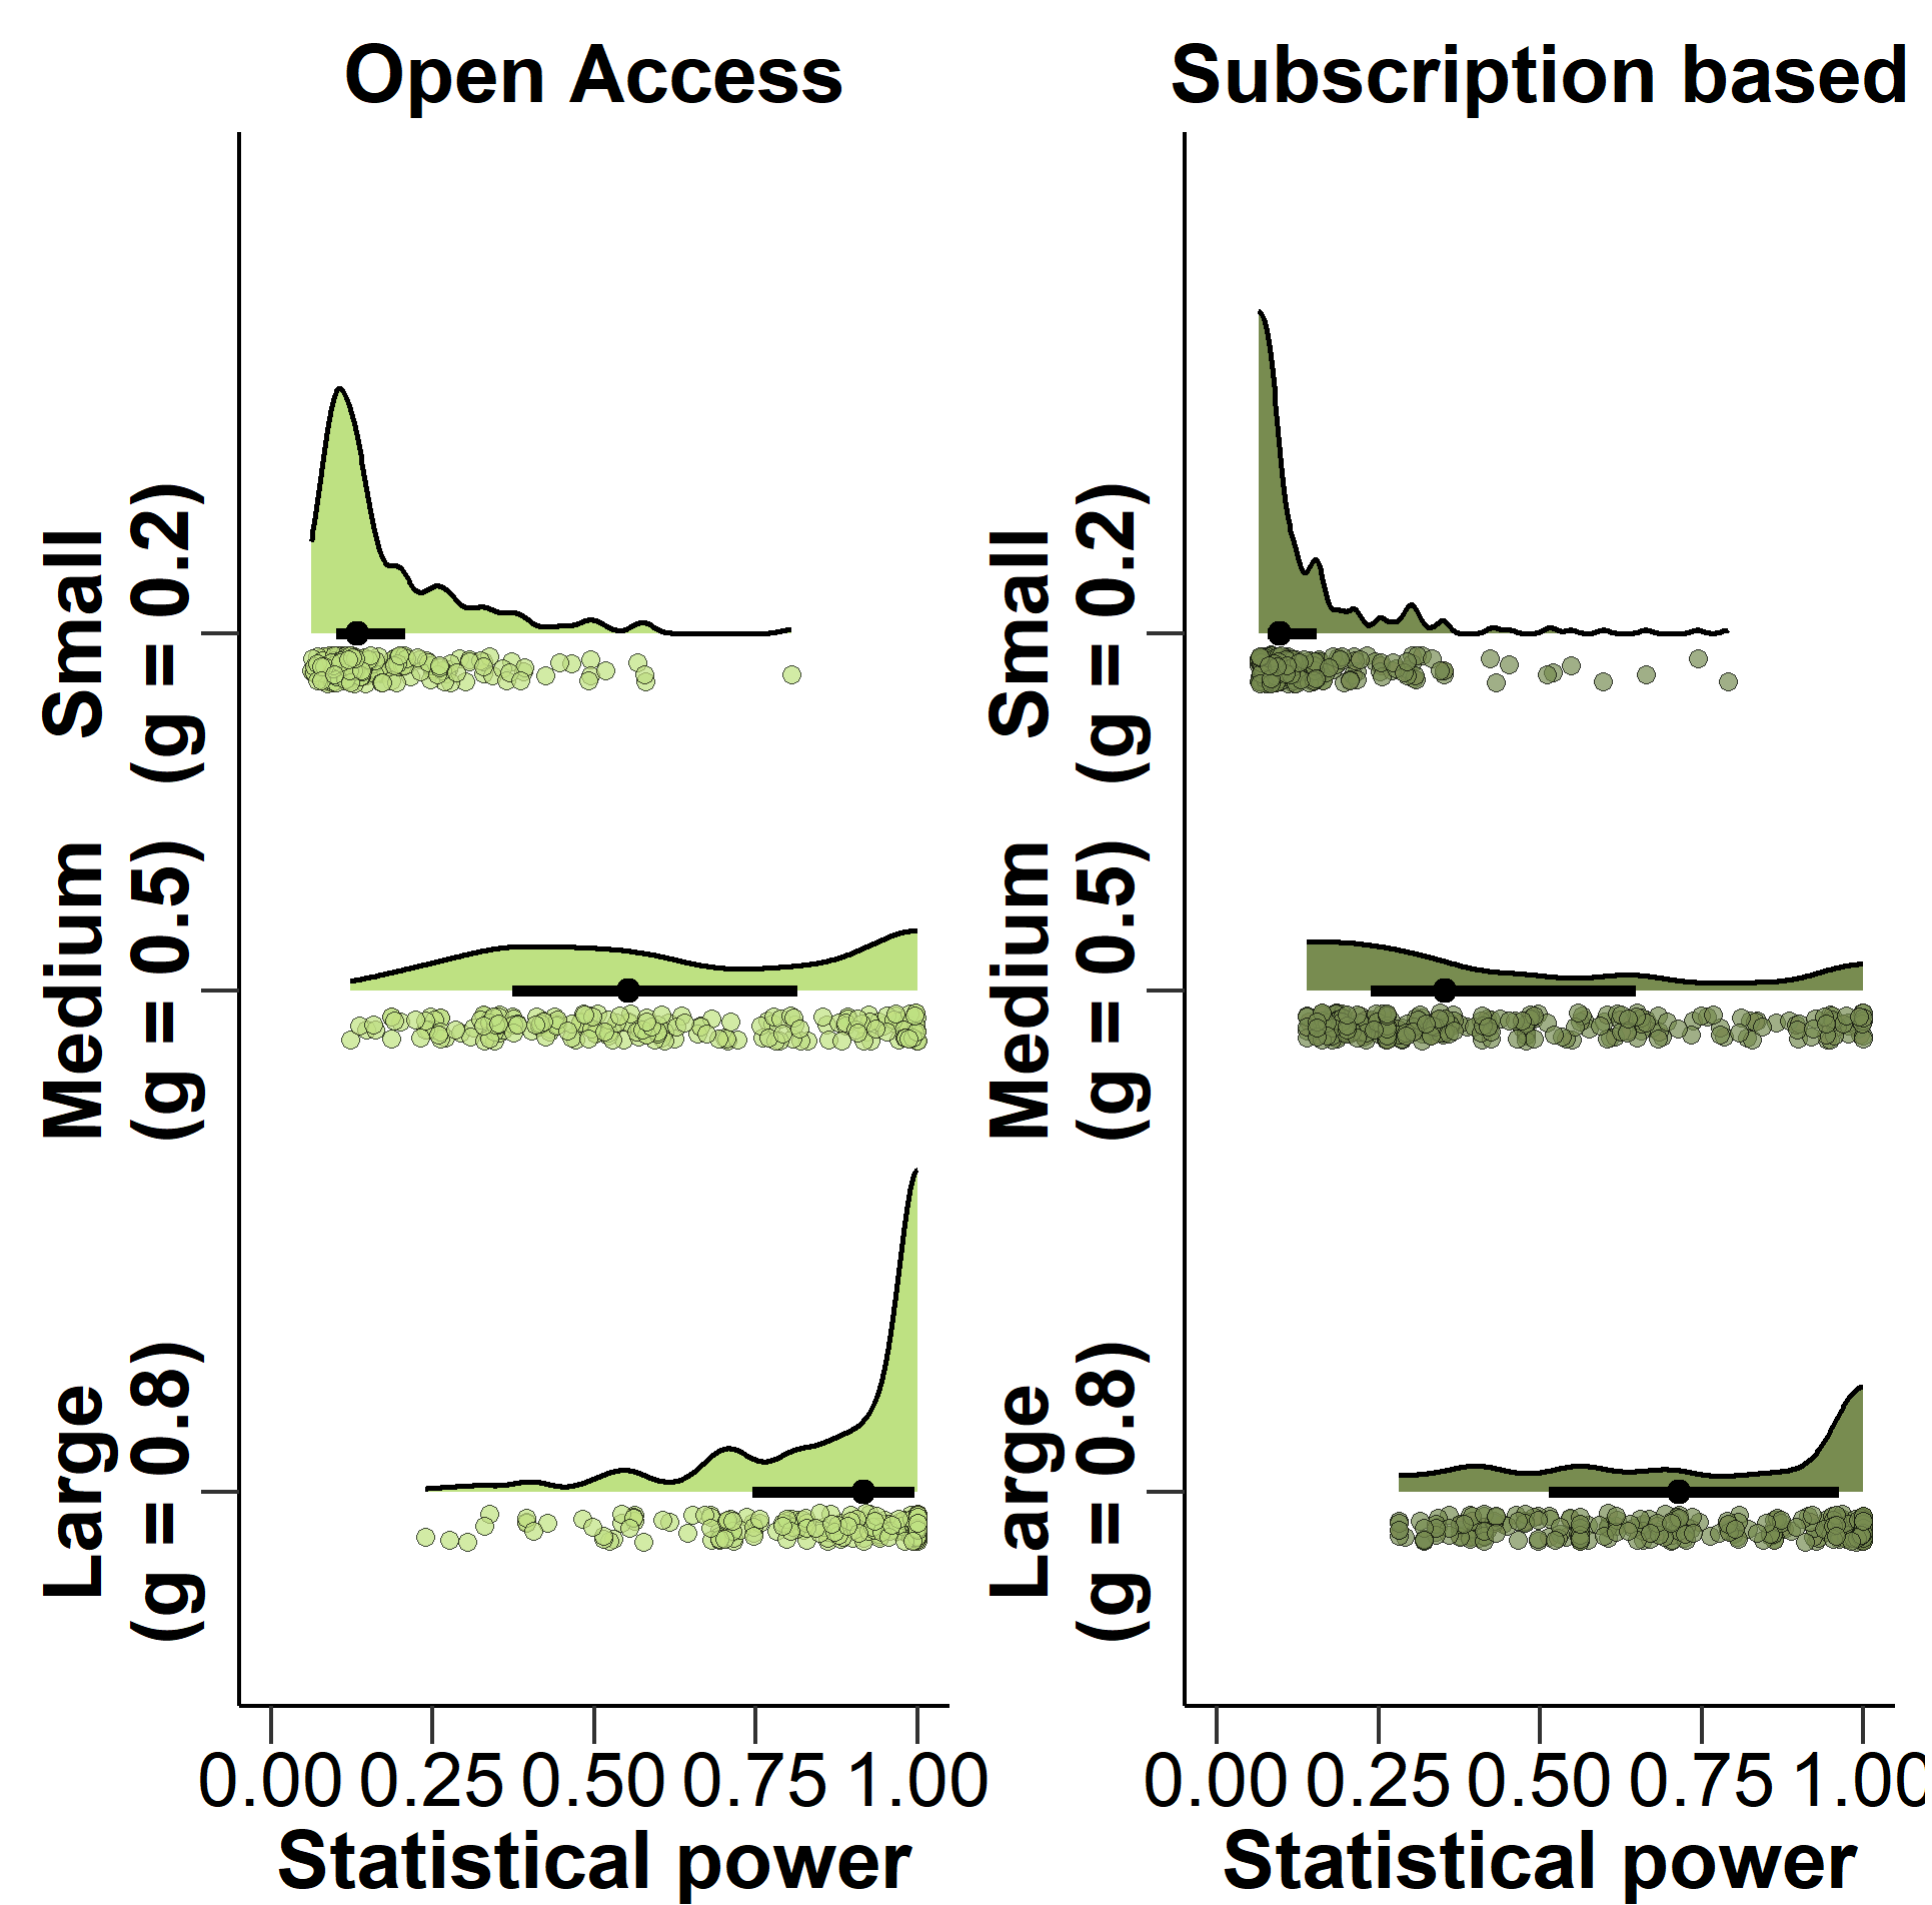 Open Access
Small
(g = 0.2)
Medium
(g = 0.5)
Large
(g = 0.8)
0.00 0.25 0.50 0.75 1.00
Statistical power
Subscription based
Small
(g = 0.2)
Medium
(g = 0.5)
Large
(g = 0.8)
0.00 0.25 0.50 0.75 1.00
Statistical power